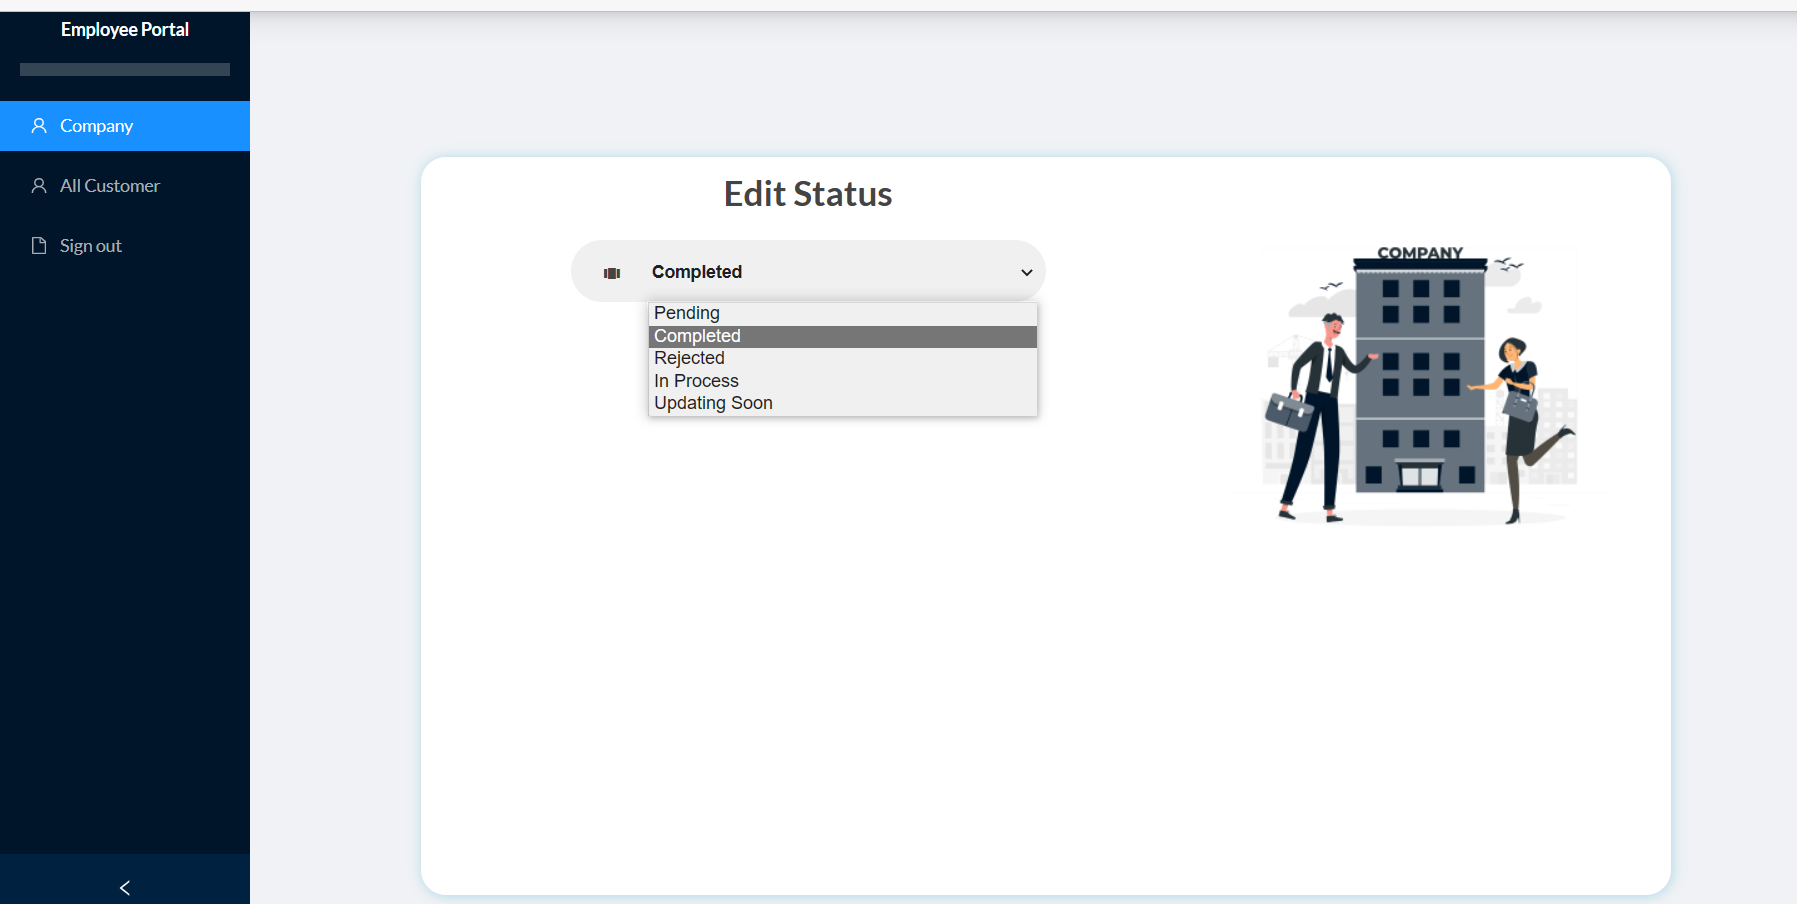 Employee Portal
Company
All Customer
Sign out
Edit Status
Completed
Pending
Completed
Rejected
In Process
Updating Soon
COMPANY